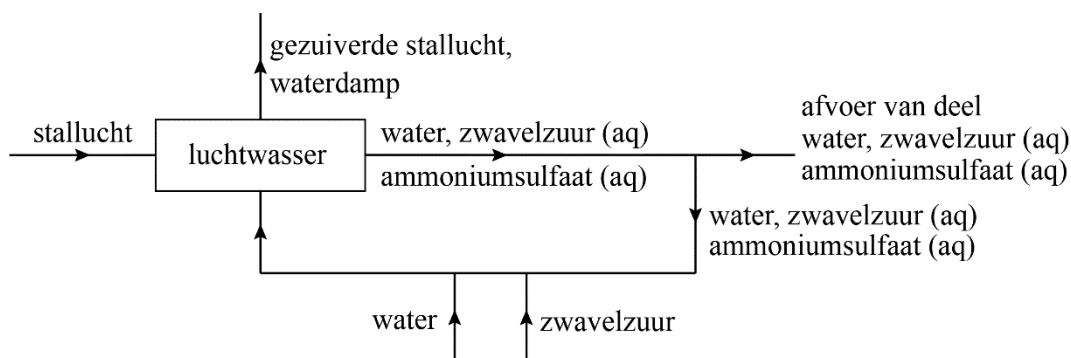 gezuiverde stallucht,
waterdamp
stallucht
luchtwasser
water, zwavelzuur (aq)
ammoniumsulfaat (aq)
afvoer van deel
water, zwavelzuur (aq)
ammoniumsulfaat (aq)
water, zwavelzuur (aq)
ammoniumsulfaat (aq)
water
zwavelzuur